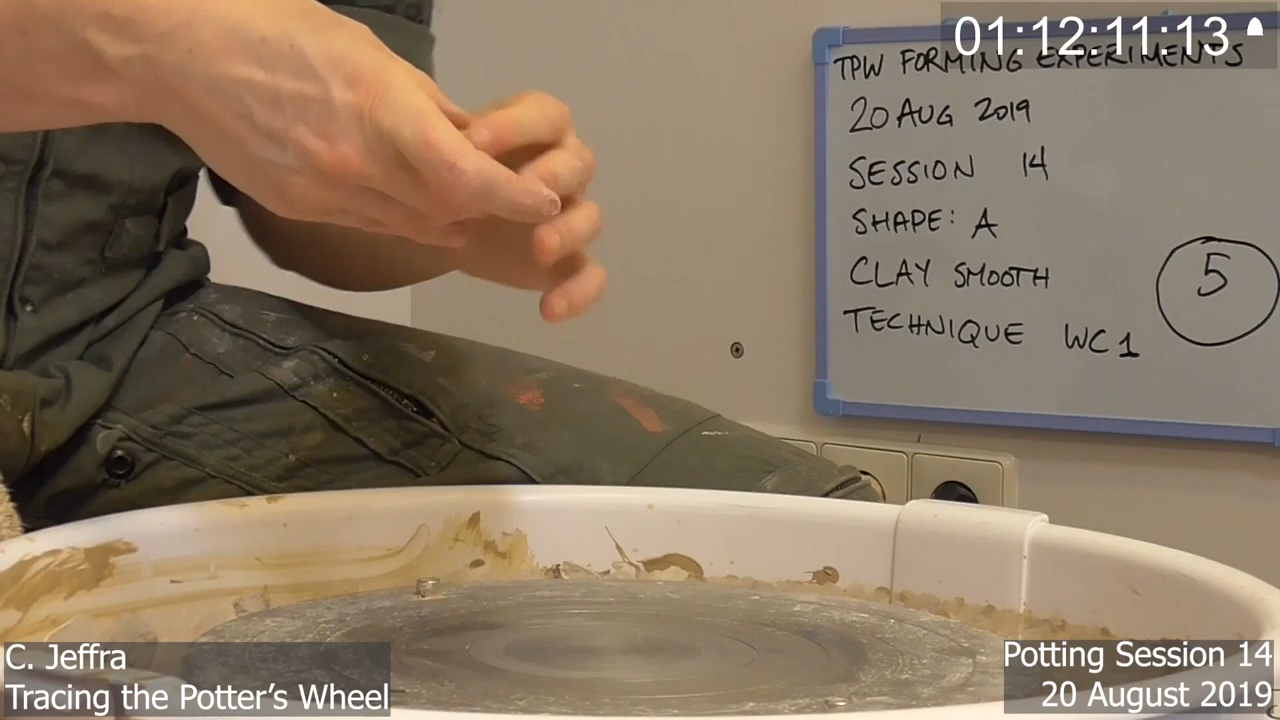 01:12:11:13
TPW FORMING EXPERIMENTS
20 AUG 2019
SESSION 14
SHAPE: A
CLAY SMOOTH
5
TECHNIQUE WC1
C. Jeffra
Tracing the Potter's Wheel
Potting Session 14
20 August 2019